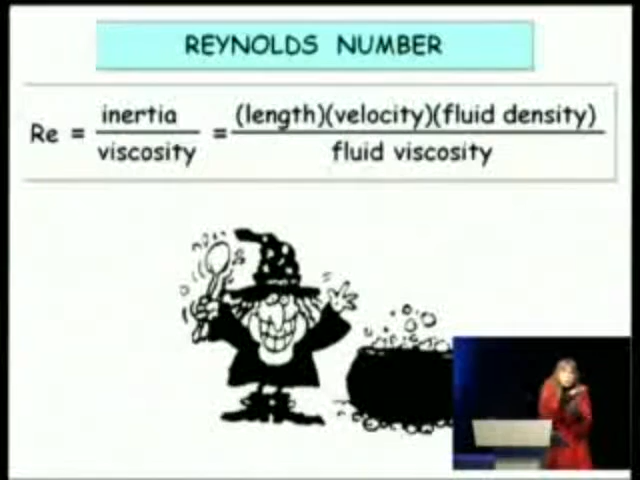 REYNOLDS NUMBER
Re = inertia / viscosity = (length)(velocity)(fluid density) / fluid viscosity